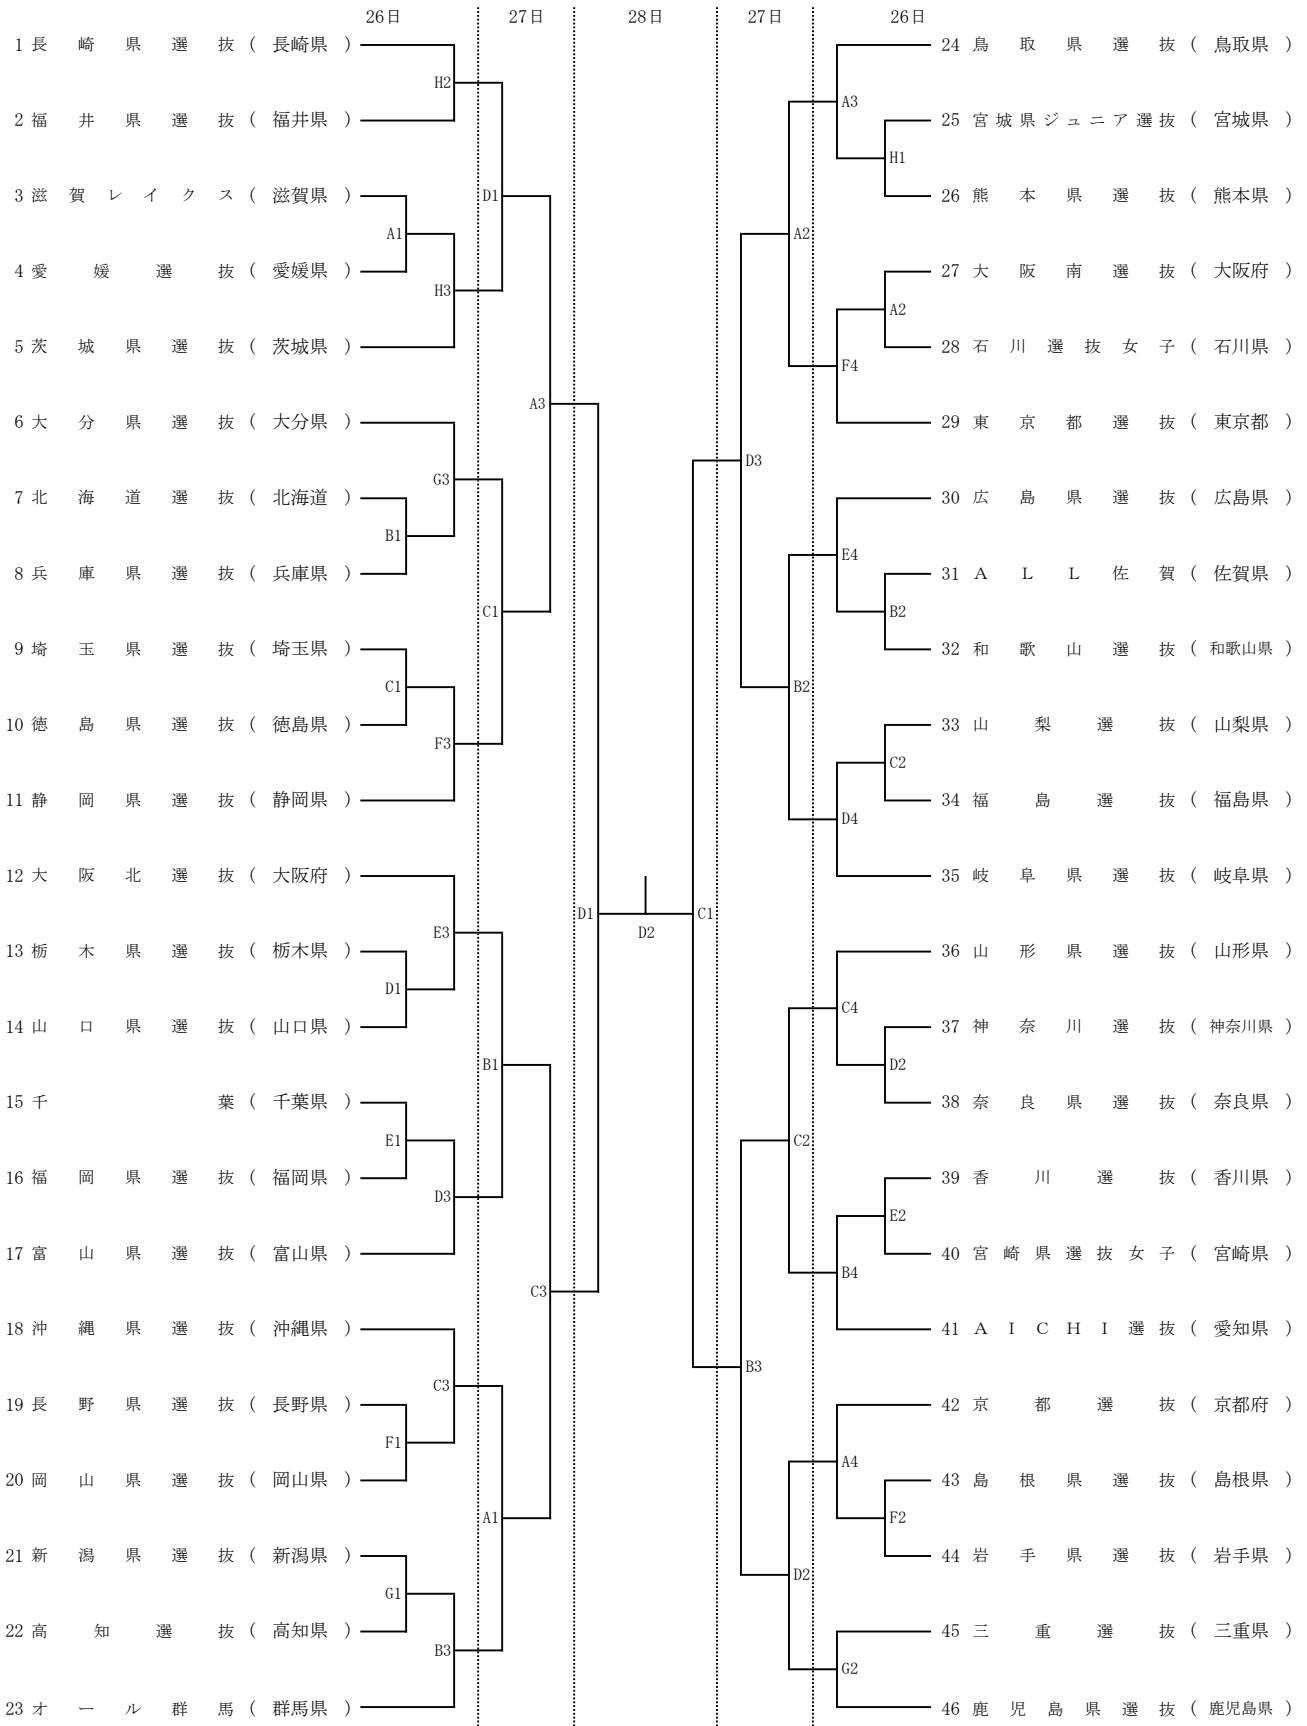 26日 27日 28日 27日 26日
1 長崎県選抜 ( 長崎県 ) 24 鳥取県選抜 ( 鳥取県 )
H2 A3
2 福井県選抜 ( 福井県 ) 25 宮城県ジュニア選抜 ( 宮城県 )
H1
3 滋賀レイクス ( 滋賀県 ) D1 26 熊本県選抜 ( 熊本県 )
A1 A2
4 愛媛選抜 ( 愛媛県 ) 27 大阪南選抜 ( 大阪府 )
H3 A2
5 茨城県選抜 ( 茨城県 ) 28 石川選抜女子 ( 石川県 )
F4
A3
6 大分県選抜 ( 大分県 ) 29 東京都選抜 ( 東京都 )
D3
G3
7 北海道選抜 ( 北海道 ) 30 広島県選抜 ( 広島県 )
B1 E4
8 兵庫県選抜 ( 兵庫県 ) 31 ALL佐賀 ( 佐賀県 )
C1 B2
9 埼玉県選抜 ( 埼玉県 ) 32 和歌山選抜 ( 和歌山県 )
C1 B2
10 徳島県選抜 ( 徳島県 ) 33 山梨選抜 ( 山梨県 )
F3 C2
11 静岡県選抜 ( 静岡県 ) 34 福島選抜 ( 福島県 )
D4
12 大阪北選抜 ( 大阪府 ) 35 岐阜県選抜 ( 岐阜県 )
D1 C1
E3 D2
13 栃木県選抜 ( 栃木県 ) 36 山形県選抜 ( 山形県 )
D1 C4
14 山口県選抜 ( 山口県 ) 37 神奈川選抜 ( 神奈川県 )
B1 D2
15 千葉 ( 千葉県 ) 38 奈良県選抜 ( 奈良県 )
E1 C2
16 福岡県選抜 ( 福岡県 ) 39 香川選抜 ( 香川県 )
D3 E2
17 富山県選抜 ( 富山県 ) 40 宮崎県選抜女子 ( 宮崎県 )
B4
C3
18 沖縄県選抜 ( 沖縄県 ) 41 AICHI選抜 ( 愛知県 )
B3
C3
19 長野県選抜 ( 長野県 ) 42 京都選抜 ( 京都府 )
F1 A4
20 岡山県選抜 ( 岡山県 ) 43 島根県選抜 ( 島根県 )
A1 F2
21 新潟県選抜 ( 新潟県 ) 44 岩手県選抜 ( 岩手県 )
G1 D2
22 高知選抜 ( 高知県 ) 45 三重選抜 ( 三重県 )
B3 G2
23 オール群馬 ( 群馬県 ) 46 鹿児島県選抜 ( 鹿児島県 )